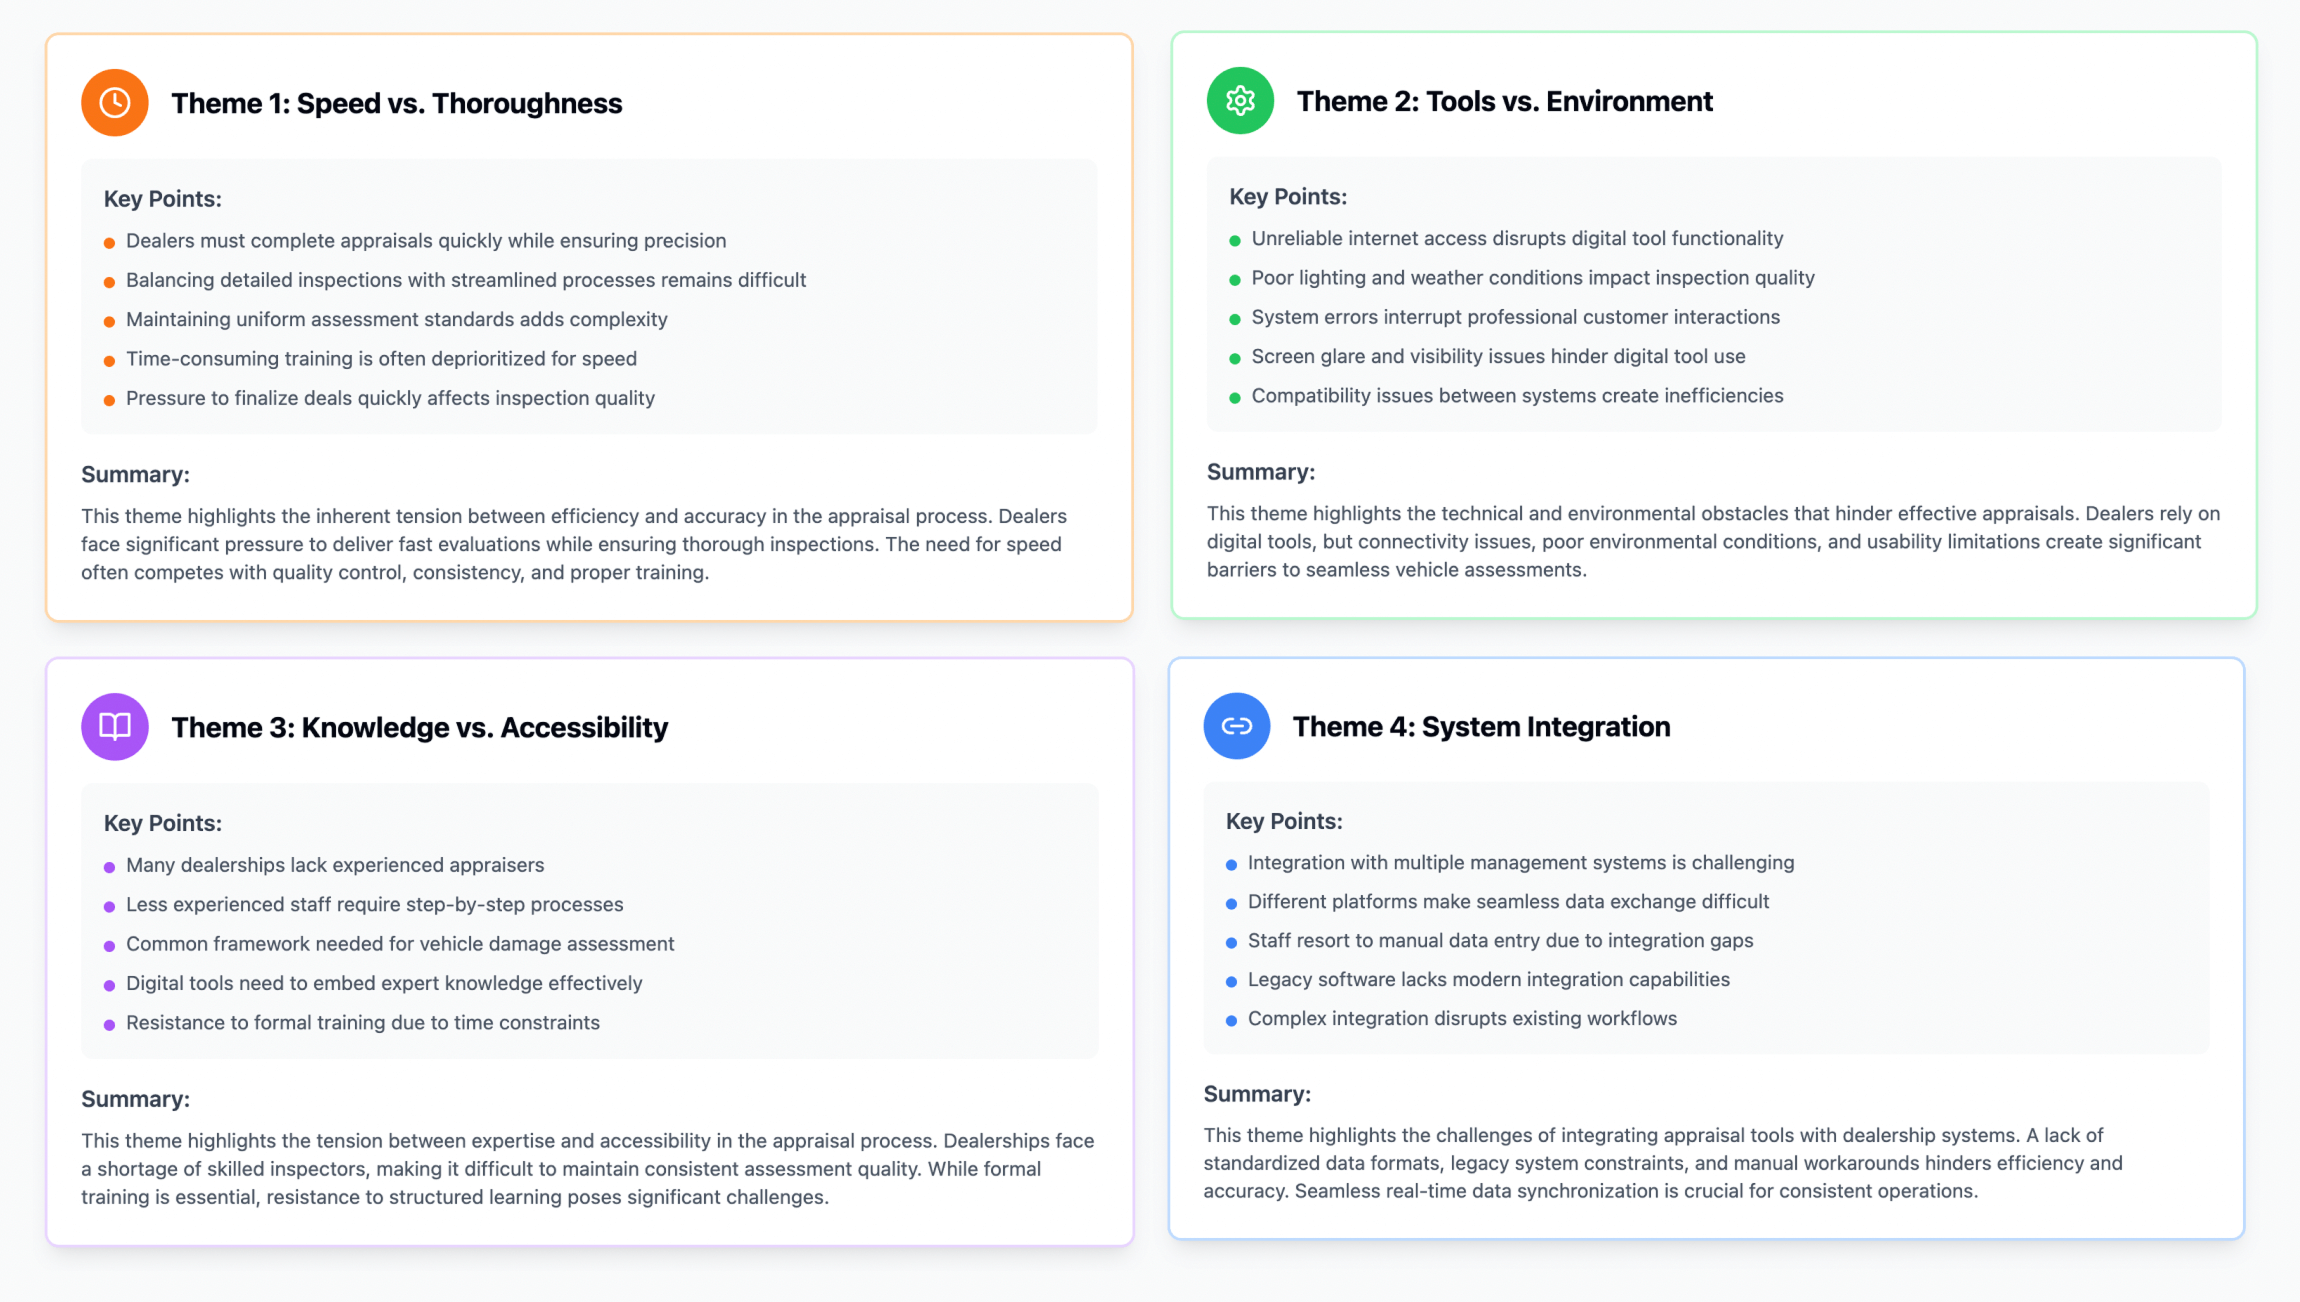 Theme 1: Speed vs. Thoroughness
Key Points:
Dealers must complete appraisals quickly while ensuring precision
Balancing detailed inspections with streamlined processes remains difficult
Maintaining uniform assessment standards adds complexity
Time-consuming training is often deprioritized for speed
Pressure to finalize deals quickly affects inspection quality
Summary:
This theme highlights the inherent tension between efficiency and accuracy in the appraisal process. Dealers
face significant pressure to deliver fast evaluations while ensuring thorough inspections. The need for speed
often competes with quality control, consistency, and proper training.
Theme 2: Tools vs. Environment
Key Points:
Unreliable internet access disrupts digital tool functionality
Poor lighting and weather conditions impact inspection quality
System errors interrupt professional customer interactions
Screen glare and visibility issues hinder digital tool use
Compatibility issues between systems create inefficiencies
Summary:
This theme highlights the technical and environmental obstacles that hinder effective appraisals. Dealers rely on
digital tools, but connectivity issues, poor environmental conditions, and usability limitations create significant
barriers to seamless vehicle assessments.
Theme 3: Knowledge vs. Accessibility
Key Points:
Many dealerships lack experienced appraisers
Less experienced staff require step-by-step processes
Common framework needed for vehicle damage assessment
Digital tools need to embed expert knowledge effectively
Resistance to formal training due to time constraints
Summary:
This theme highlights the tension between expertise and accessibility in the appraisal process. Dealerships face
a shortage of skilled inspectors, making it difficult to maintain consistent assessment quality. While formal
training is essential, resistance to structured learning poses significant challenges.
Theme 4: System Integration
Key Points:
Integration with multiple management systems is challenging
Different platforms make seamless data exchange difficult
Staff resort to manual data entry due to integration gaps
Legacy software lacks modern integration capabilities
Complex integration disrupts existing workflows
Summary:
This theme highlights the challenges of integrating appraisal tools with dealership systems. A lack of
standardized data formats, legacy system constraints, and manual workarounds hinders efficiency and
accuracy. Seamless real-time data synchronization is crucial for consistent operations.